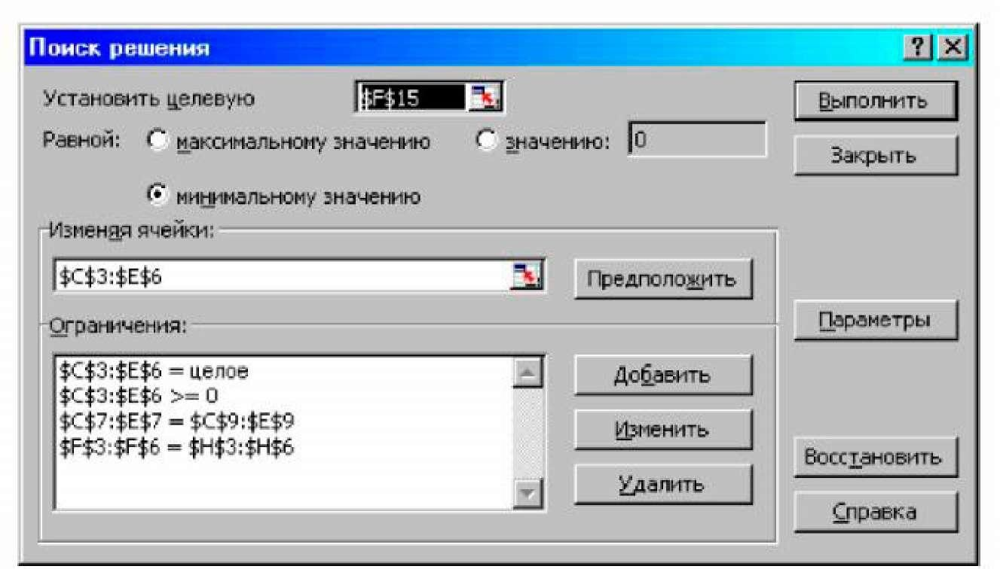 Поиск решения
Установить целевую $F$15 Выполнить
Равной: максимальному значению значению: 0
Закрыть
минимальному значению
Изменяя ячейки:
$C$3:$E$6 Предположить
Ограничения: Параметры
$C$3:$E$6 = целое
Добавить
$C$3:$E$6 >= 0
$C$7:$E$7 = $C$9:$E$9
Изменить
$F$3:$F$6 = $H$3:$H$6
Восстановить
Удалить
Справка